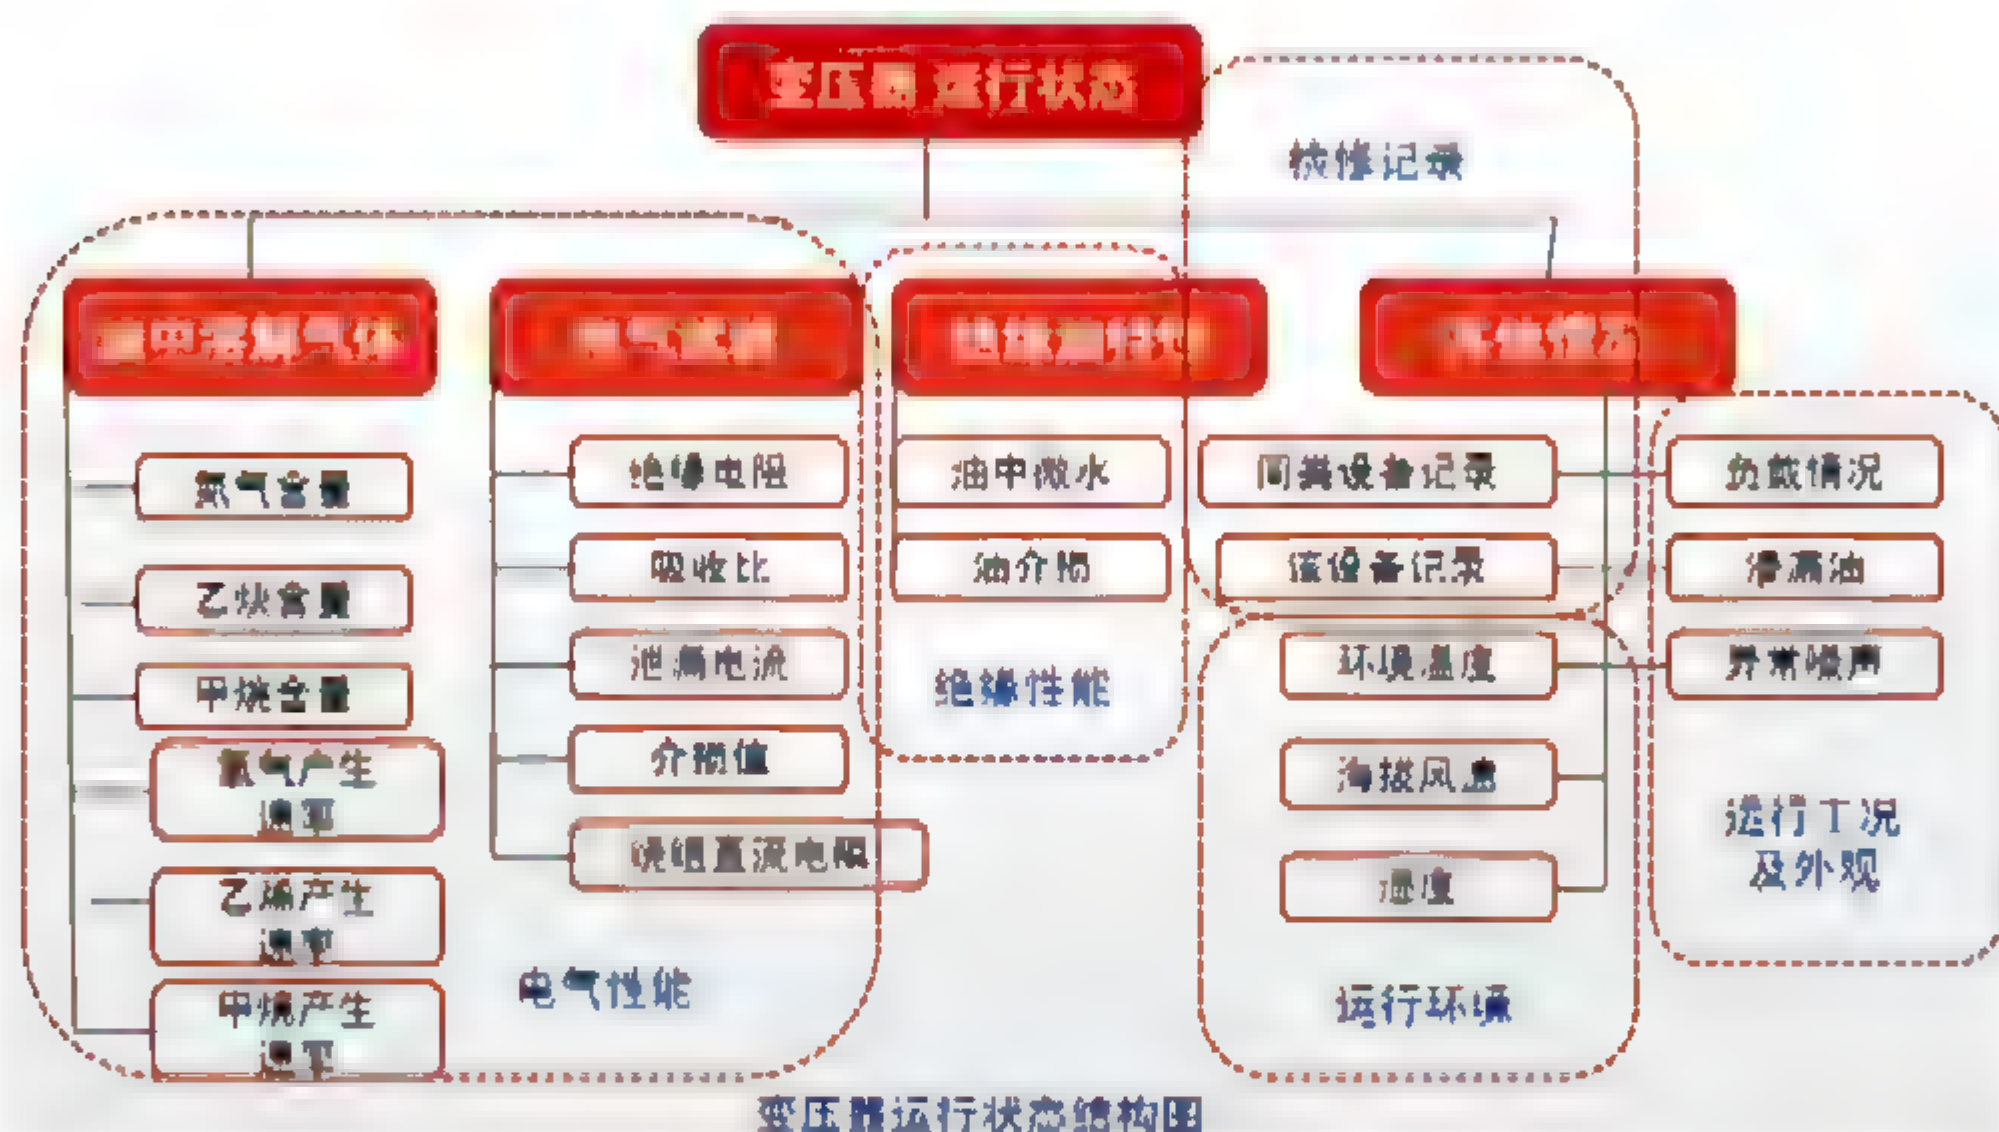 变压器运行状态
检修记录
油中溶解气体
电气试验
绝缘油特性
氢气含量
绝缘电阻
油中微水
同类设备记录
负载情况
乙炔含量
吸收比
油介损
该设备记录
渗漏油
甲烷含量
泄漏电流
绝缘性能
环境温度
异常噪声
氢气产生
速率
介损值
海拔风息
运行工况
及外观
乙烯产生
速率
绕组直流电阻
湿度
甲烷产生
速率
电气性能
运行环境
变压器运行状态结构图